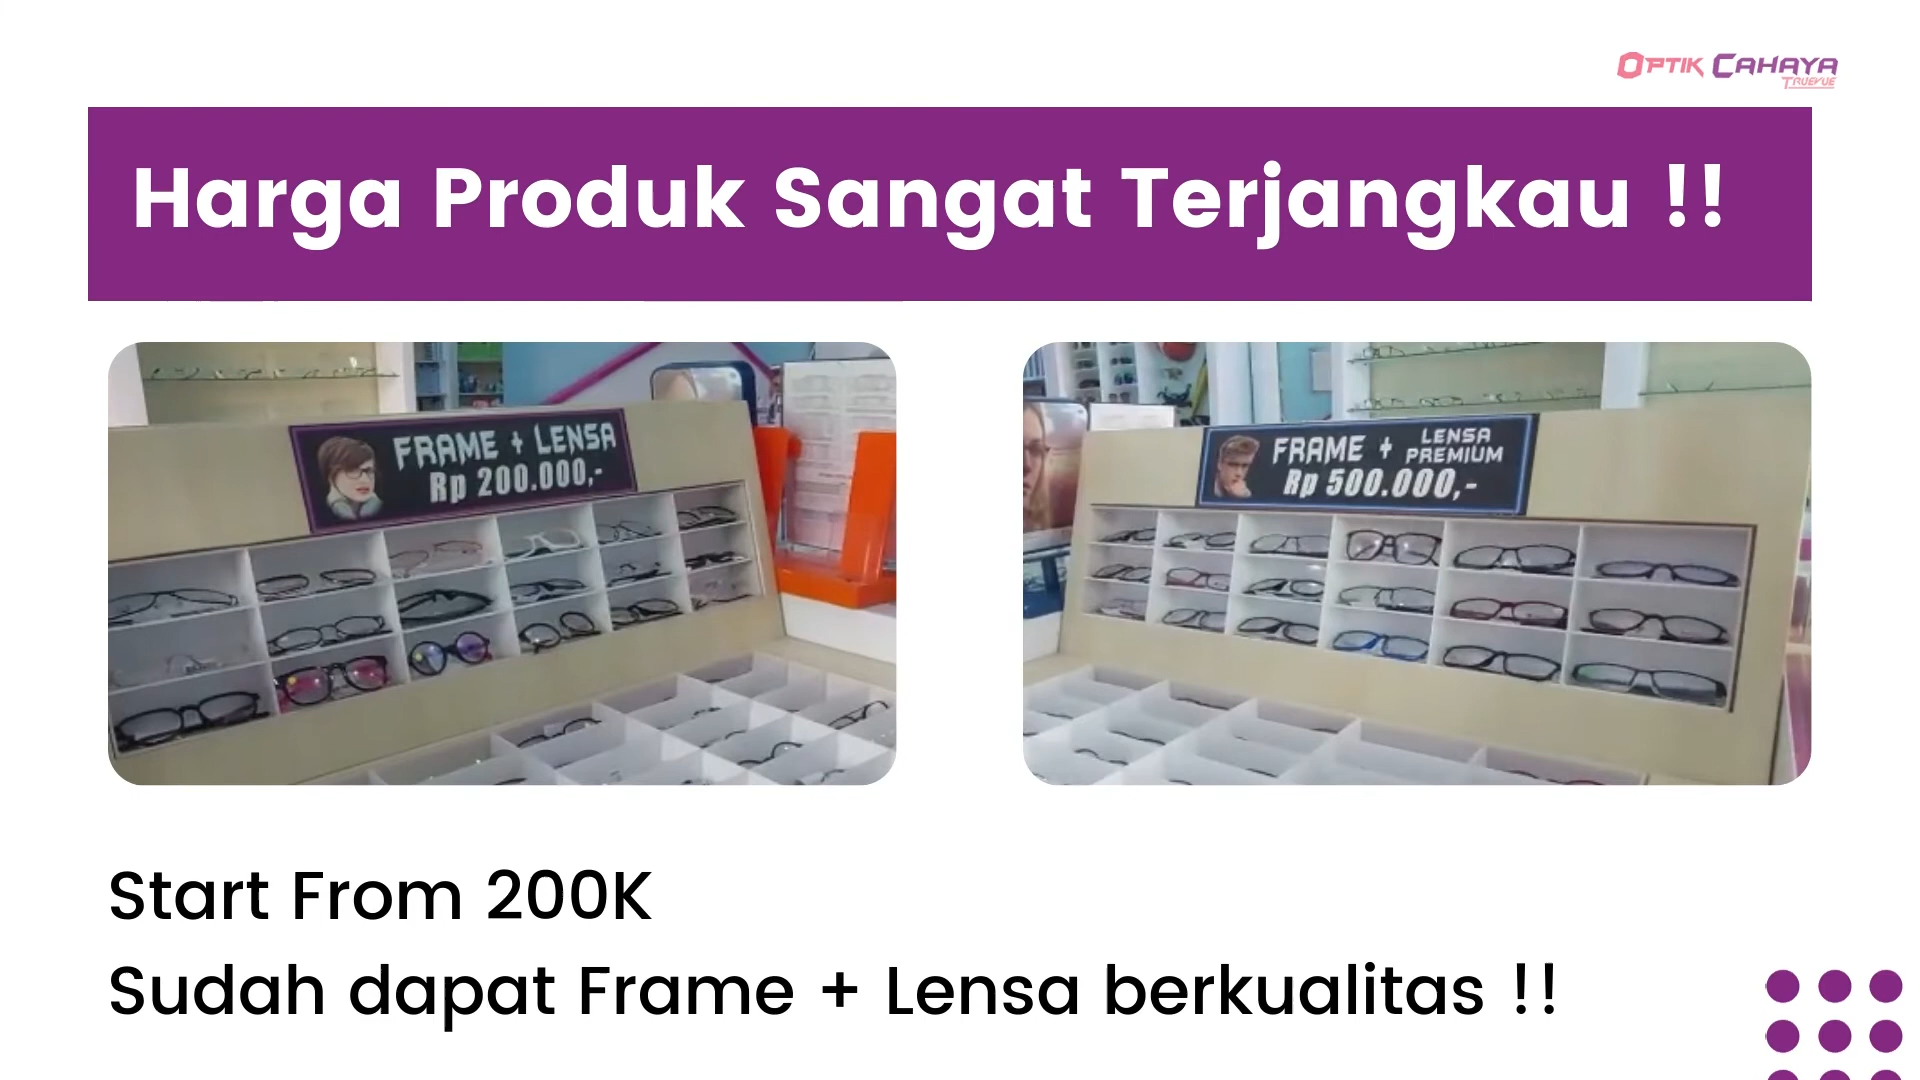 OPTIK CAHAYA
TRUEVUE
Harga Produk Sangat Terjangkau !!
FRAME + LENSA
Rp 200.000,-
FRAME + LENSA PREMIUM
Rp 500.000,-
Start From 200K
Sudah dapat Frame + Lensa berkualitas !!